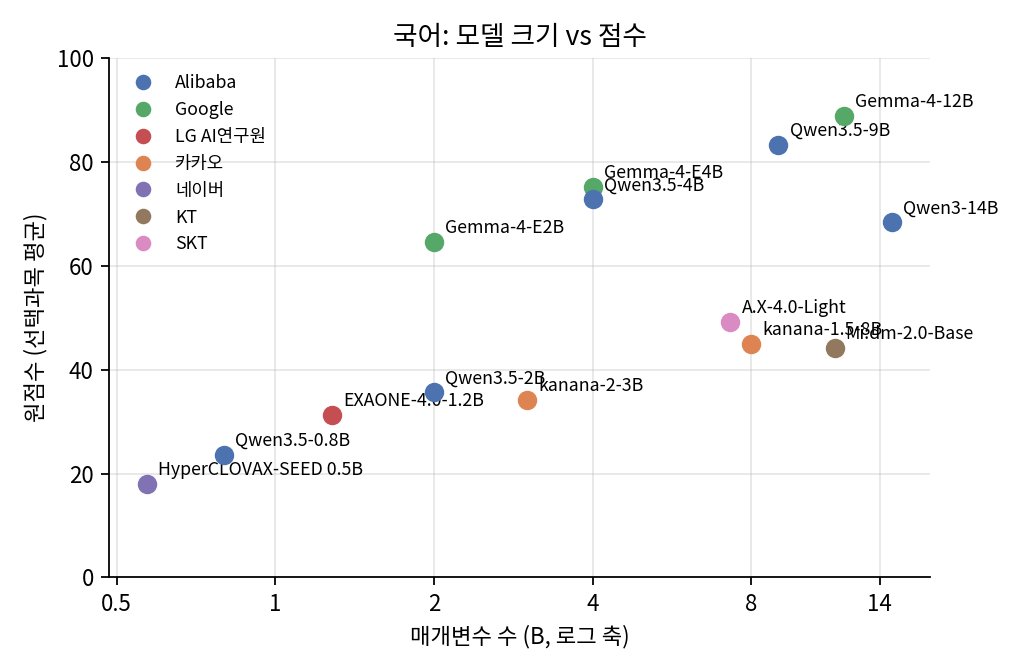 국어: 모델 크기 vs 점수
원점수 (선택과목 평균)
100
80
60
40
20
0
Alibaba
Google
LG AI연구원
카카오
네이버
KT
SKT
Gemma-4-12B
Qwen3.5-9B
Gemma-4-E4B
Qwen3.5-4B
Qwen3-14B
Gemma-4-E2B
A.X-4.0-Light
kanana-1.5-8B
Mi:dm-2.0-Base
Qwen3.5-2B
kanana-2-3B
EXAONE-4.0-1.2B
Qwen3.5-0.8B
HyperCLOVAX-SEED 0.5B
0.5 1 2 4 8 14
매개변수 수 (B, 로그 축)